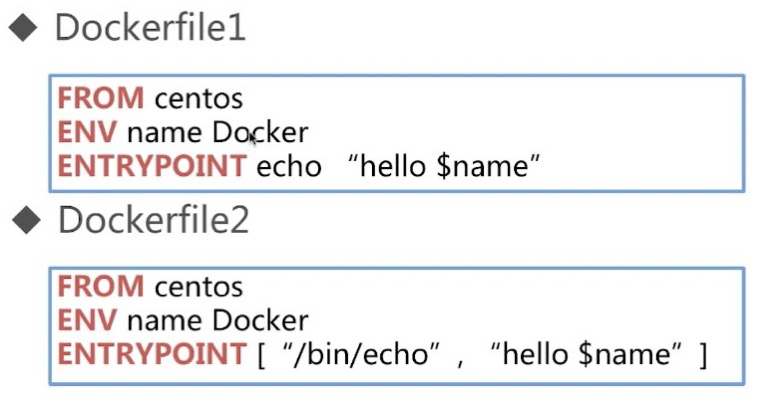 Dockerfile1
FROM centos
ENV name Docker
ENTRYPOINT echo “hello $name”
Dockerfile2
FROM centos
ENV name Docker
ENTRYPOINT [ “/bin/echo” , “hello $name” ]